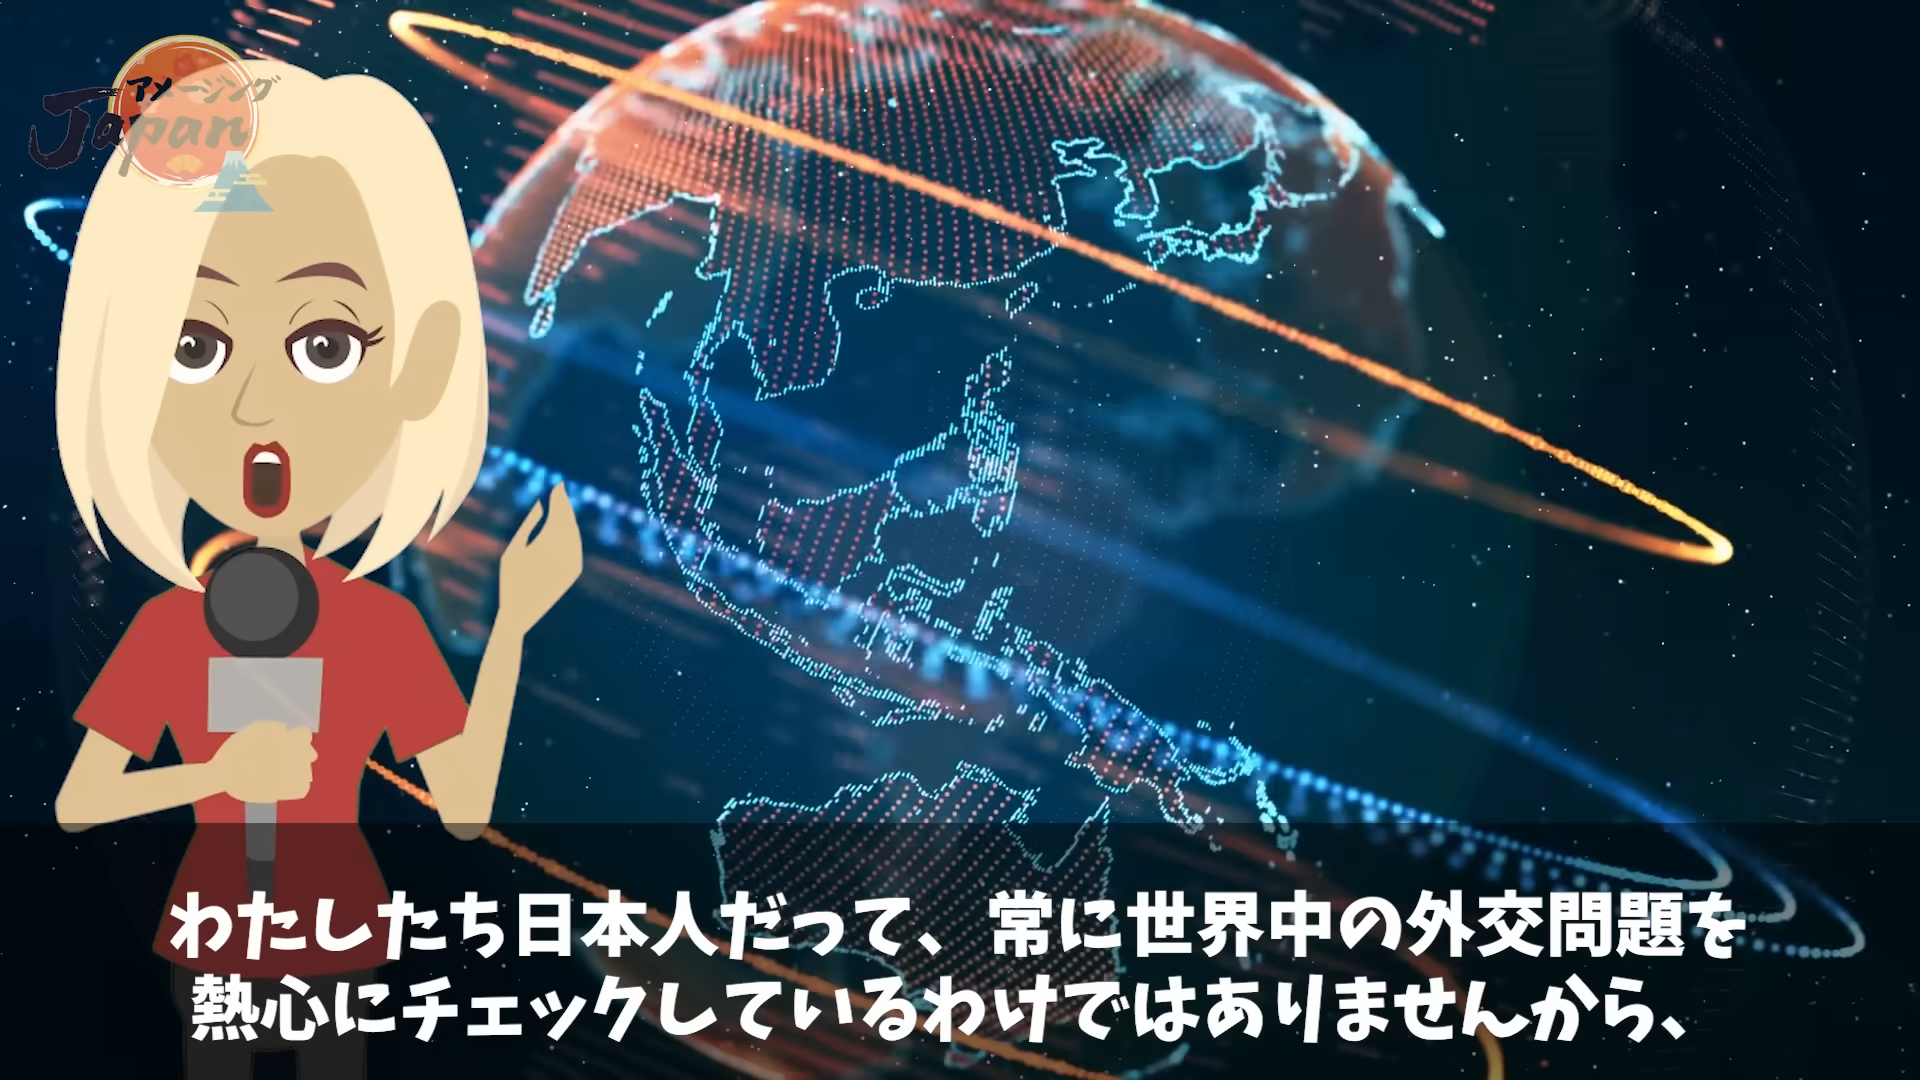 アメージング
Japan
わたしたち日本人だって、常に世界中の外交問題を
熱心にチェックしているわけではありませんから、